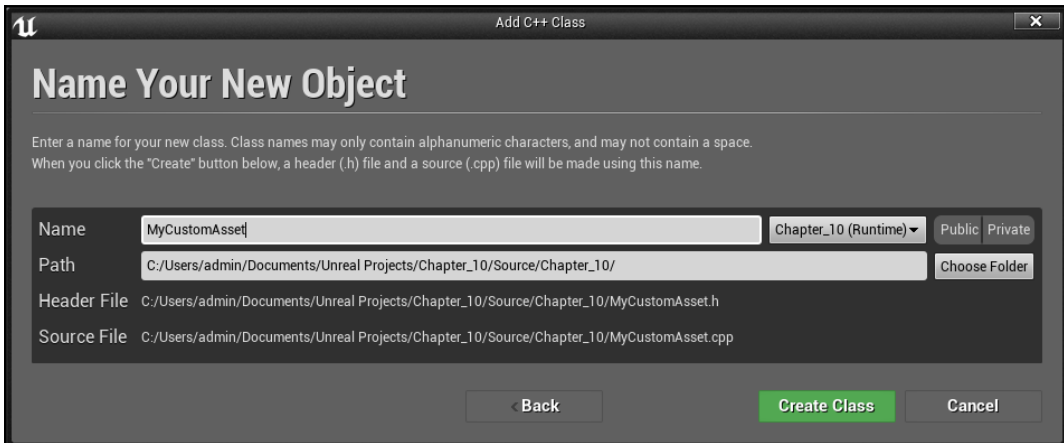 Add C++ Class
Name Your New Object
Enter a name for your new class. Class names may only contain alphanumeric characters, and may not contain a space.
When you click the "Create" button below, a header (.h) file and a source (.cpp) file will be made using this name.
Name MyCustomAsset Chapter_10 (Runtime) Public Private
Path C:/Users/admin/Documents/Unreal Projects/Chapter_10/Source/Chapter_10/ Choose Folder
Header File C:/Users/admin/Documents/Unreal Projects/Chapter_10/Source/Chapter_10/MyCustomAsset.h
Source File C:/Users/admin/Documents/Unreal Projects/Chapter_10/Source/Chapter_10/MyCustomAsset.cpp
Back Create Class Cancel